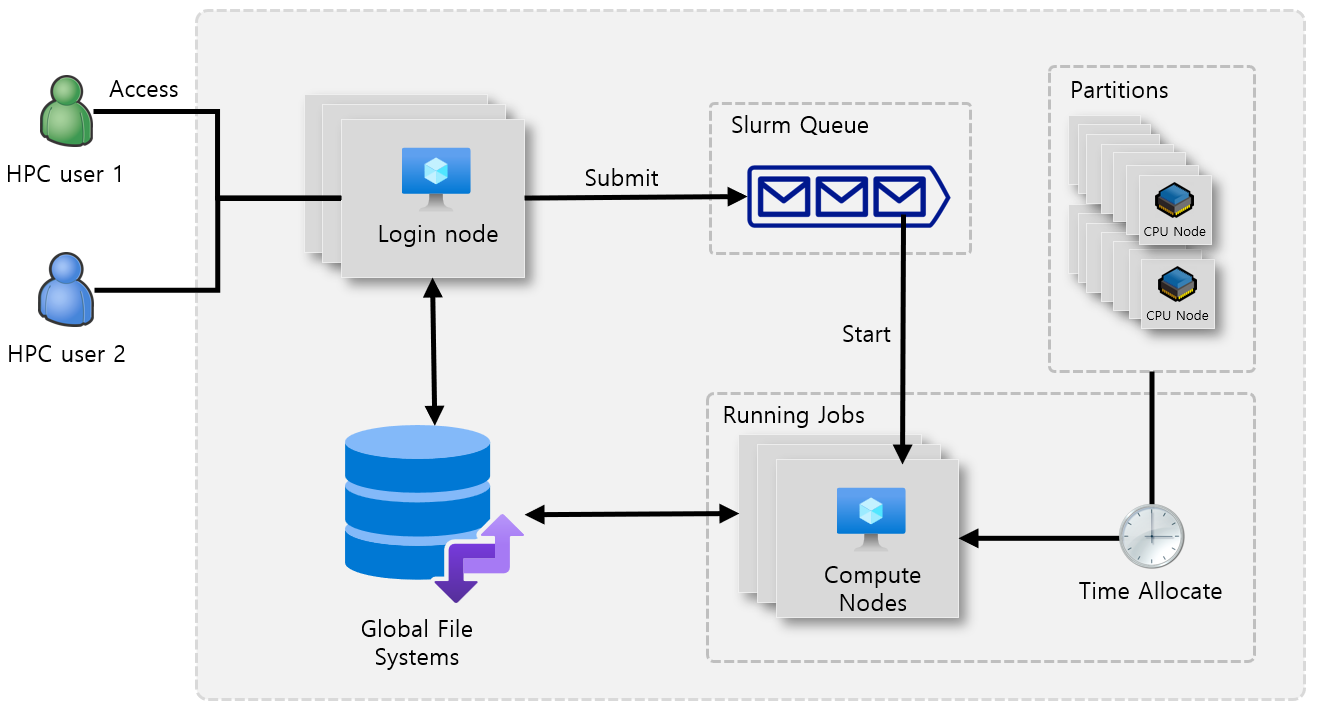 Access
HPC user 1
HPC user 2
Login node
Submit
Slurm Queue
Partitions
CPU Node
CPU Node
Start
Running Jobs
Compute
Nodes
Time Allocate
Global File
Systems